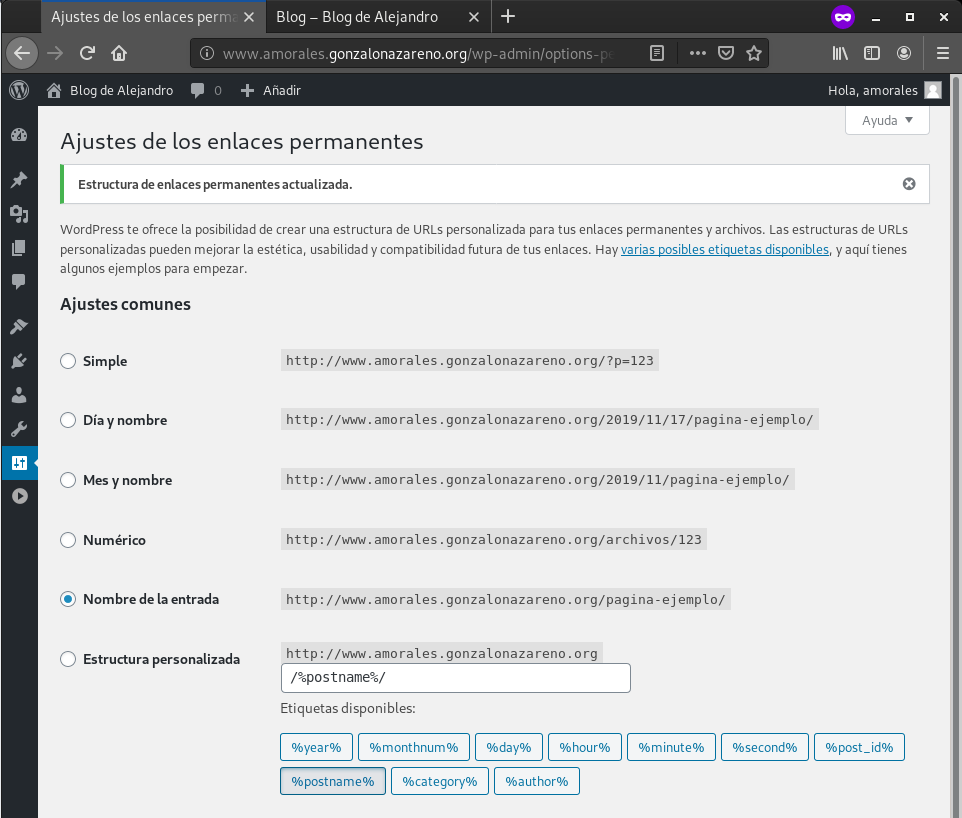 Ajustes de los enlaces perma
Blog – Blog de Alejandro
www.amorales.gonzalonazareno.org/wp-admin/options-pe
Blog de Alejandro 0 Añadir Hola, amorales
Ayuda
Ajustes de los enlaces permanentes
Estructura de enlaces permanentes actualizada.
WordPress te ofrece la posibilidad de crear una estructura de URLs personalizada para tus enlaces permanentes y archivos. Las estructuras de URLs
personalizadas pueden mejorar la estética, usabilidad y compatibilidad futura de tus enlaces. Hay varias posibles etiquetas disponibles, y aquí tienes
algunos ejemplos para empezar.
Ajustes comunes
Simple http://www.amorales.gonzalonazareno.org/?p=123
Día y nombre http://www.amorales.gonzalonazareno.org/2019/11/17/pagina-ejemplo/
Mes y nombre http://www.amorales.gonzalonazareno.org/2019/11/pagina-ejemplo/
Numérico http://www.amorales.gonzalonazareno.org/archivos/123
Nombre de la entrada http://www.amorales.gonzalonazareno.org/pagina-ejemplo/
Estructura personalizada http://www.amorales.gonzalonazareno.org
/%postname%/
Etiquetas disponibles:
%year% %monthnum% %day% %hour% %minute% %second% %post_id%
%postname% %category% %author%